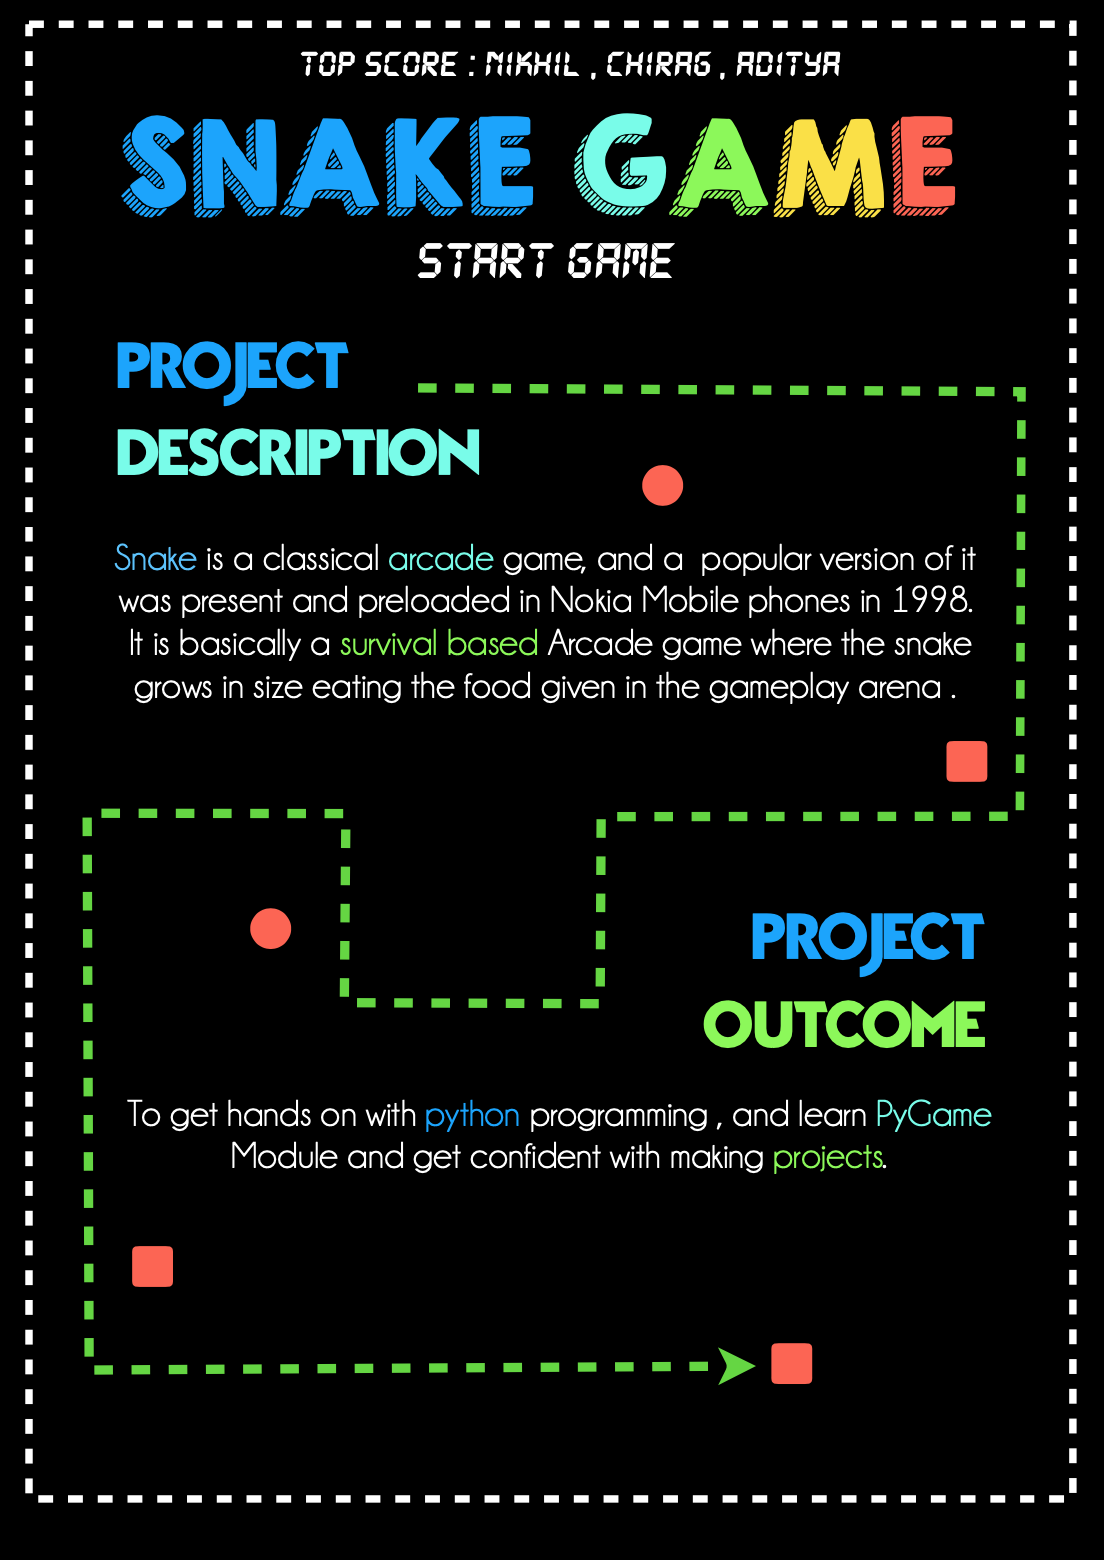 TOP SCORE : NIKHIL , CHIRAG , ADITYA
SNAKE GAME
START GAME
PROJECT
DESCRIPTION
Snake is a classical arcade game, and a  popular version of it
was present and preloaded in Nokia Mobile phones in 1998.
It is basically a survival based Arcade game where the snake
grows in size eating the food given in the gameplay arena .
PROJECT
OUTCOME
To get hands on with python programming , and learn PyGame
Module and get confident with making projects.